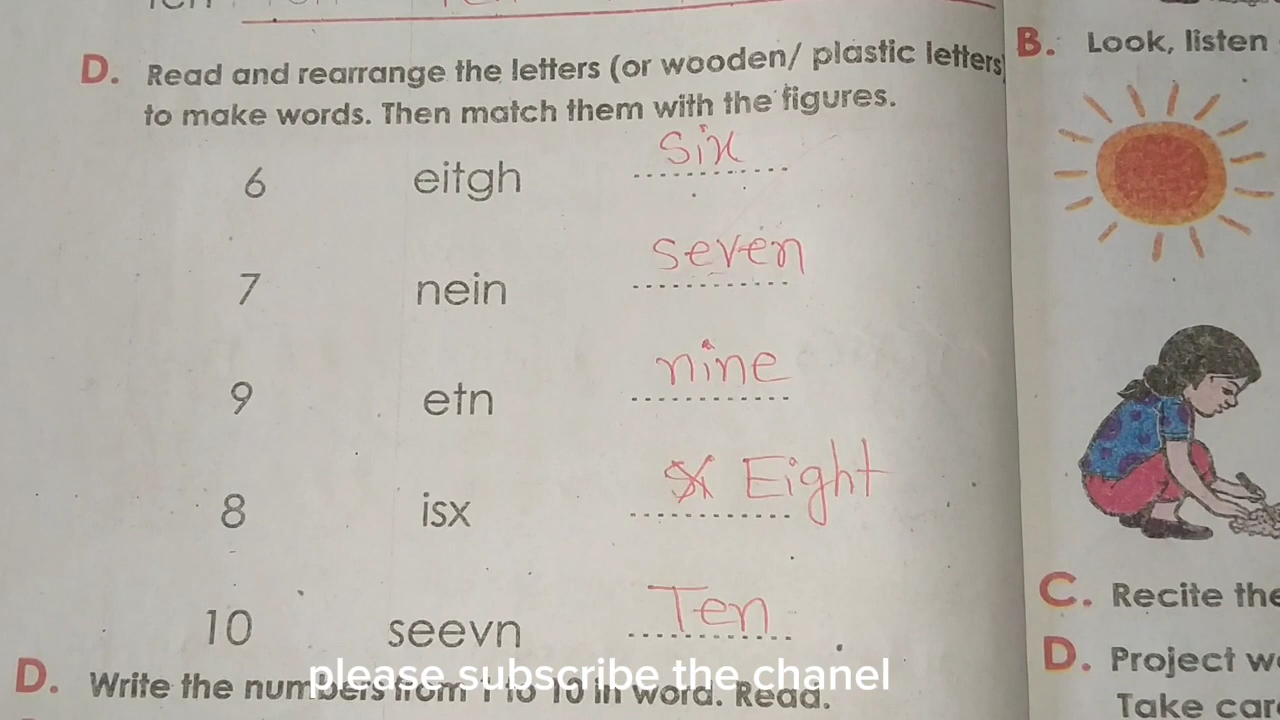 D. Read and rearrange the letters (or wooden/ plastic letters)
to make words. Then match them with the figures.
6 eitgh six
7 nein seven
9 etn nine
8 isx Eight
10 seevn Ten
D. Write the numbers from 1 to 10 in word. Read.
please subscribe the chanel
B. Look, listen
C. Recite the
D. Project w
Take car